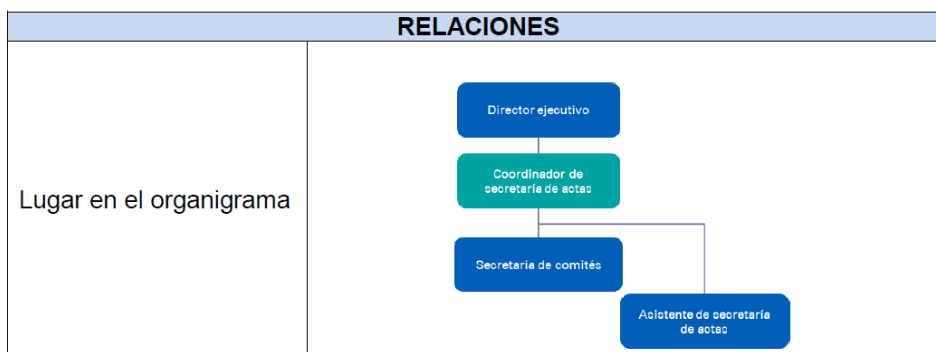 RELACIONES
Lugar en el organigrama
Director ejecutivo
Coordinador de
secretaría de actas
Secretaría de comités
Asistente de secretaría
de actas